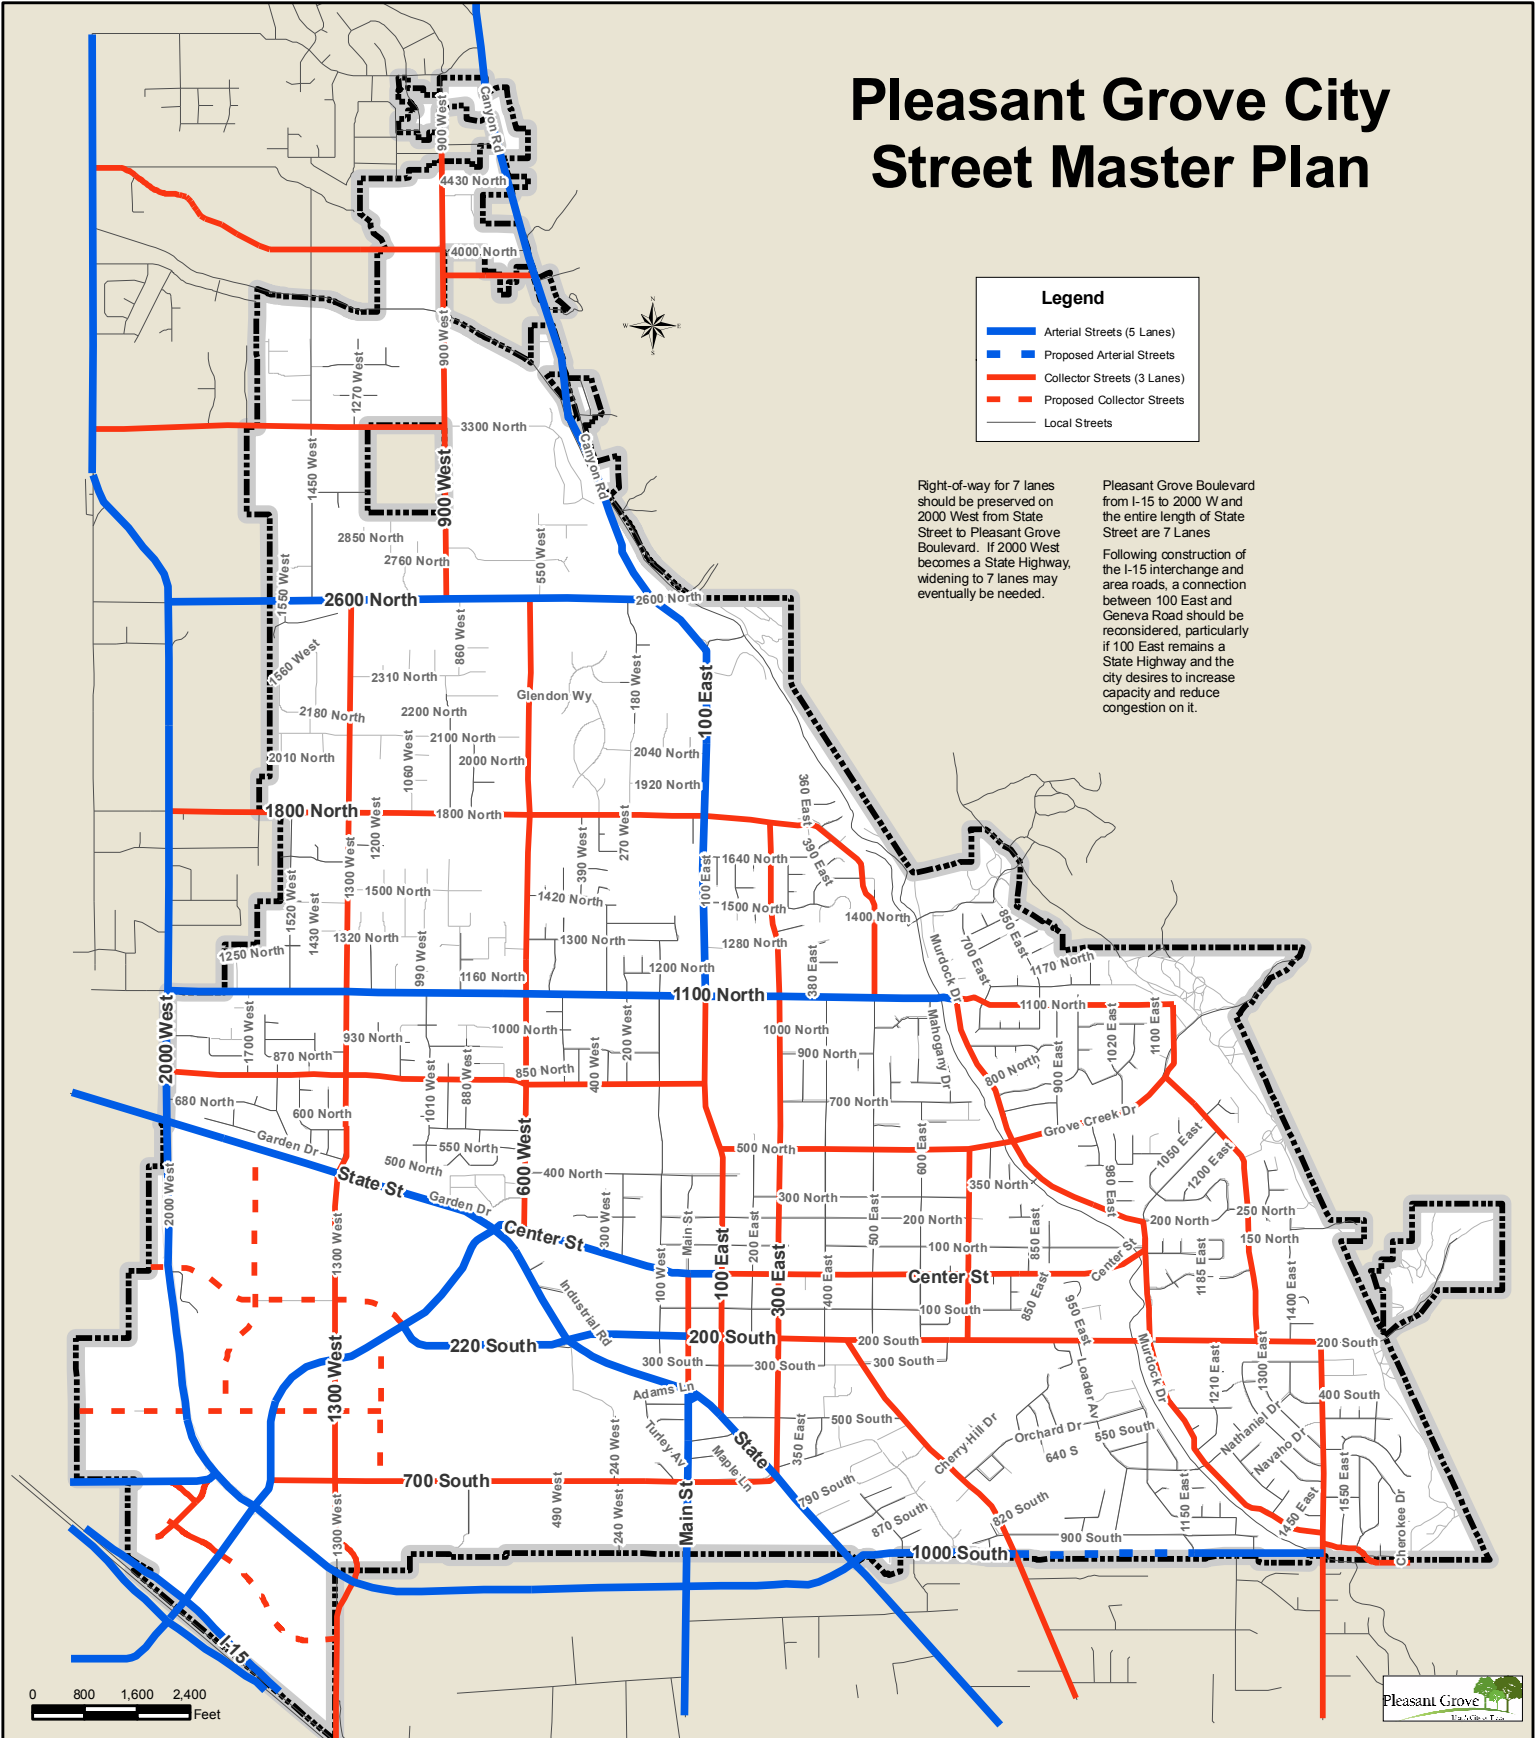 Pleasant Grove City
Street Master Plan
Legend
Arterial Streets (5 Lanes)
Proposed Arterial Streets
Collector Streets (3 Lanes)
Proposed Collector Streets
Local Streets
N
W
E
S
Right-of-way for 7 lanes
should be preserved on
2000 West from State
Street to Pleasant Grove
Boulevard. If 2000 West
becomes a State Highway,
widening to 7 lanes may
eventually be needed.
Pleasant Grove Boulevard
from I-15 to 2000 W and
the entire length of State
Street are 7 Lanes
Following construction of
the I-15 interchange and
area roads, a connection
between 100 East and
Geneva Road should be
reconsidered, particularly
if 100 East remains a
State Highway and the
city desires to increase
capacity and reduce
congestion on it.
900 West
Canyon Rd
4430 North
4000 North
900 West
1270 West
3300 North
Canyon Rd
1450 West
900 West
2850 North
2760 North
550 West
1550 West
2600 North
2600 North
860 West
1560 West
2310 North
180 West
Glendon Wy
100 East
2180 North
2200 North
2100 North
2010 North
1060 West
2000 North
2040 North
1920 North
360 East
1800 North
1800 North
1200 West
390 West
270 West
390 East
1300 West
100 East
1640 North
1500 North
1520 West
1430 West
1420 North
1500 North
1400 North
850 East
1320 North
1300 North
1280 North
700 East
1250 North
990 West
1160 North
1200 North
380 East
Murdock Dr
1170 North
1100 North
1100 North
2000 West
1700 West
930 North
1000 North
200 West
1000 North
Mahogany Dr
1020 East
1100 East
870 North
850 North
400 West
900 North
800 North
900 East
1010 West
880 West
680 North
600 North
700 North
Grove Creek Dr
Garden Dr
550 North
500 North
500 North
600 East
1050 East
1200 East
400 North
600 West
350 North
980 East
State St
Garden Dr
2000 West
300 West
300 North
Main St
200 East
500 East
200 North
200 North
250 North
1300 West
Center St
100 North
850 East
150 North
Center St
1185 East
100 West
100 East
300 East
400 East
Center St
850 East
1400 East
Industrial Rd
100 South
950 East
220 South
200 South
200 South
200 South
1300 West
300 South
300 South
300 South
Loader Av
Murdock Dr
1210 East
1300 East
Adams Ln
400 South
500 South
Turley Av
350 East
State
Maple Ln
240 West
Cherry Hill Dr
Orchard Dr
640 S
550 South
Nathaniel Dr
Navaho Dr
700 South
490 West
240 West
Main St
790 South
870 South
820 South
1150 East
1450 East
1550 East
Cherokee Dr
1300 West
900 South
1000 South
I-15
0 800 1,600 2,400
Feet
Pleasant Grove